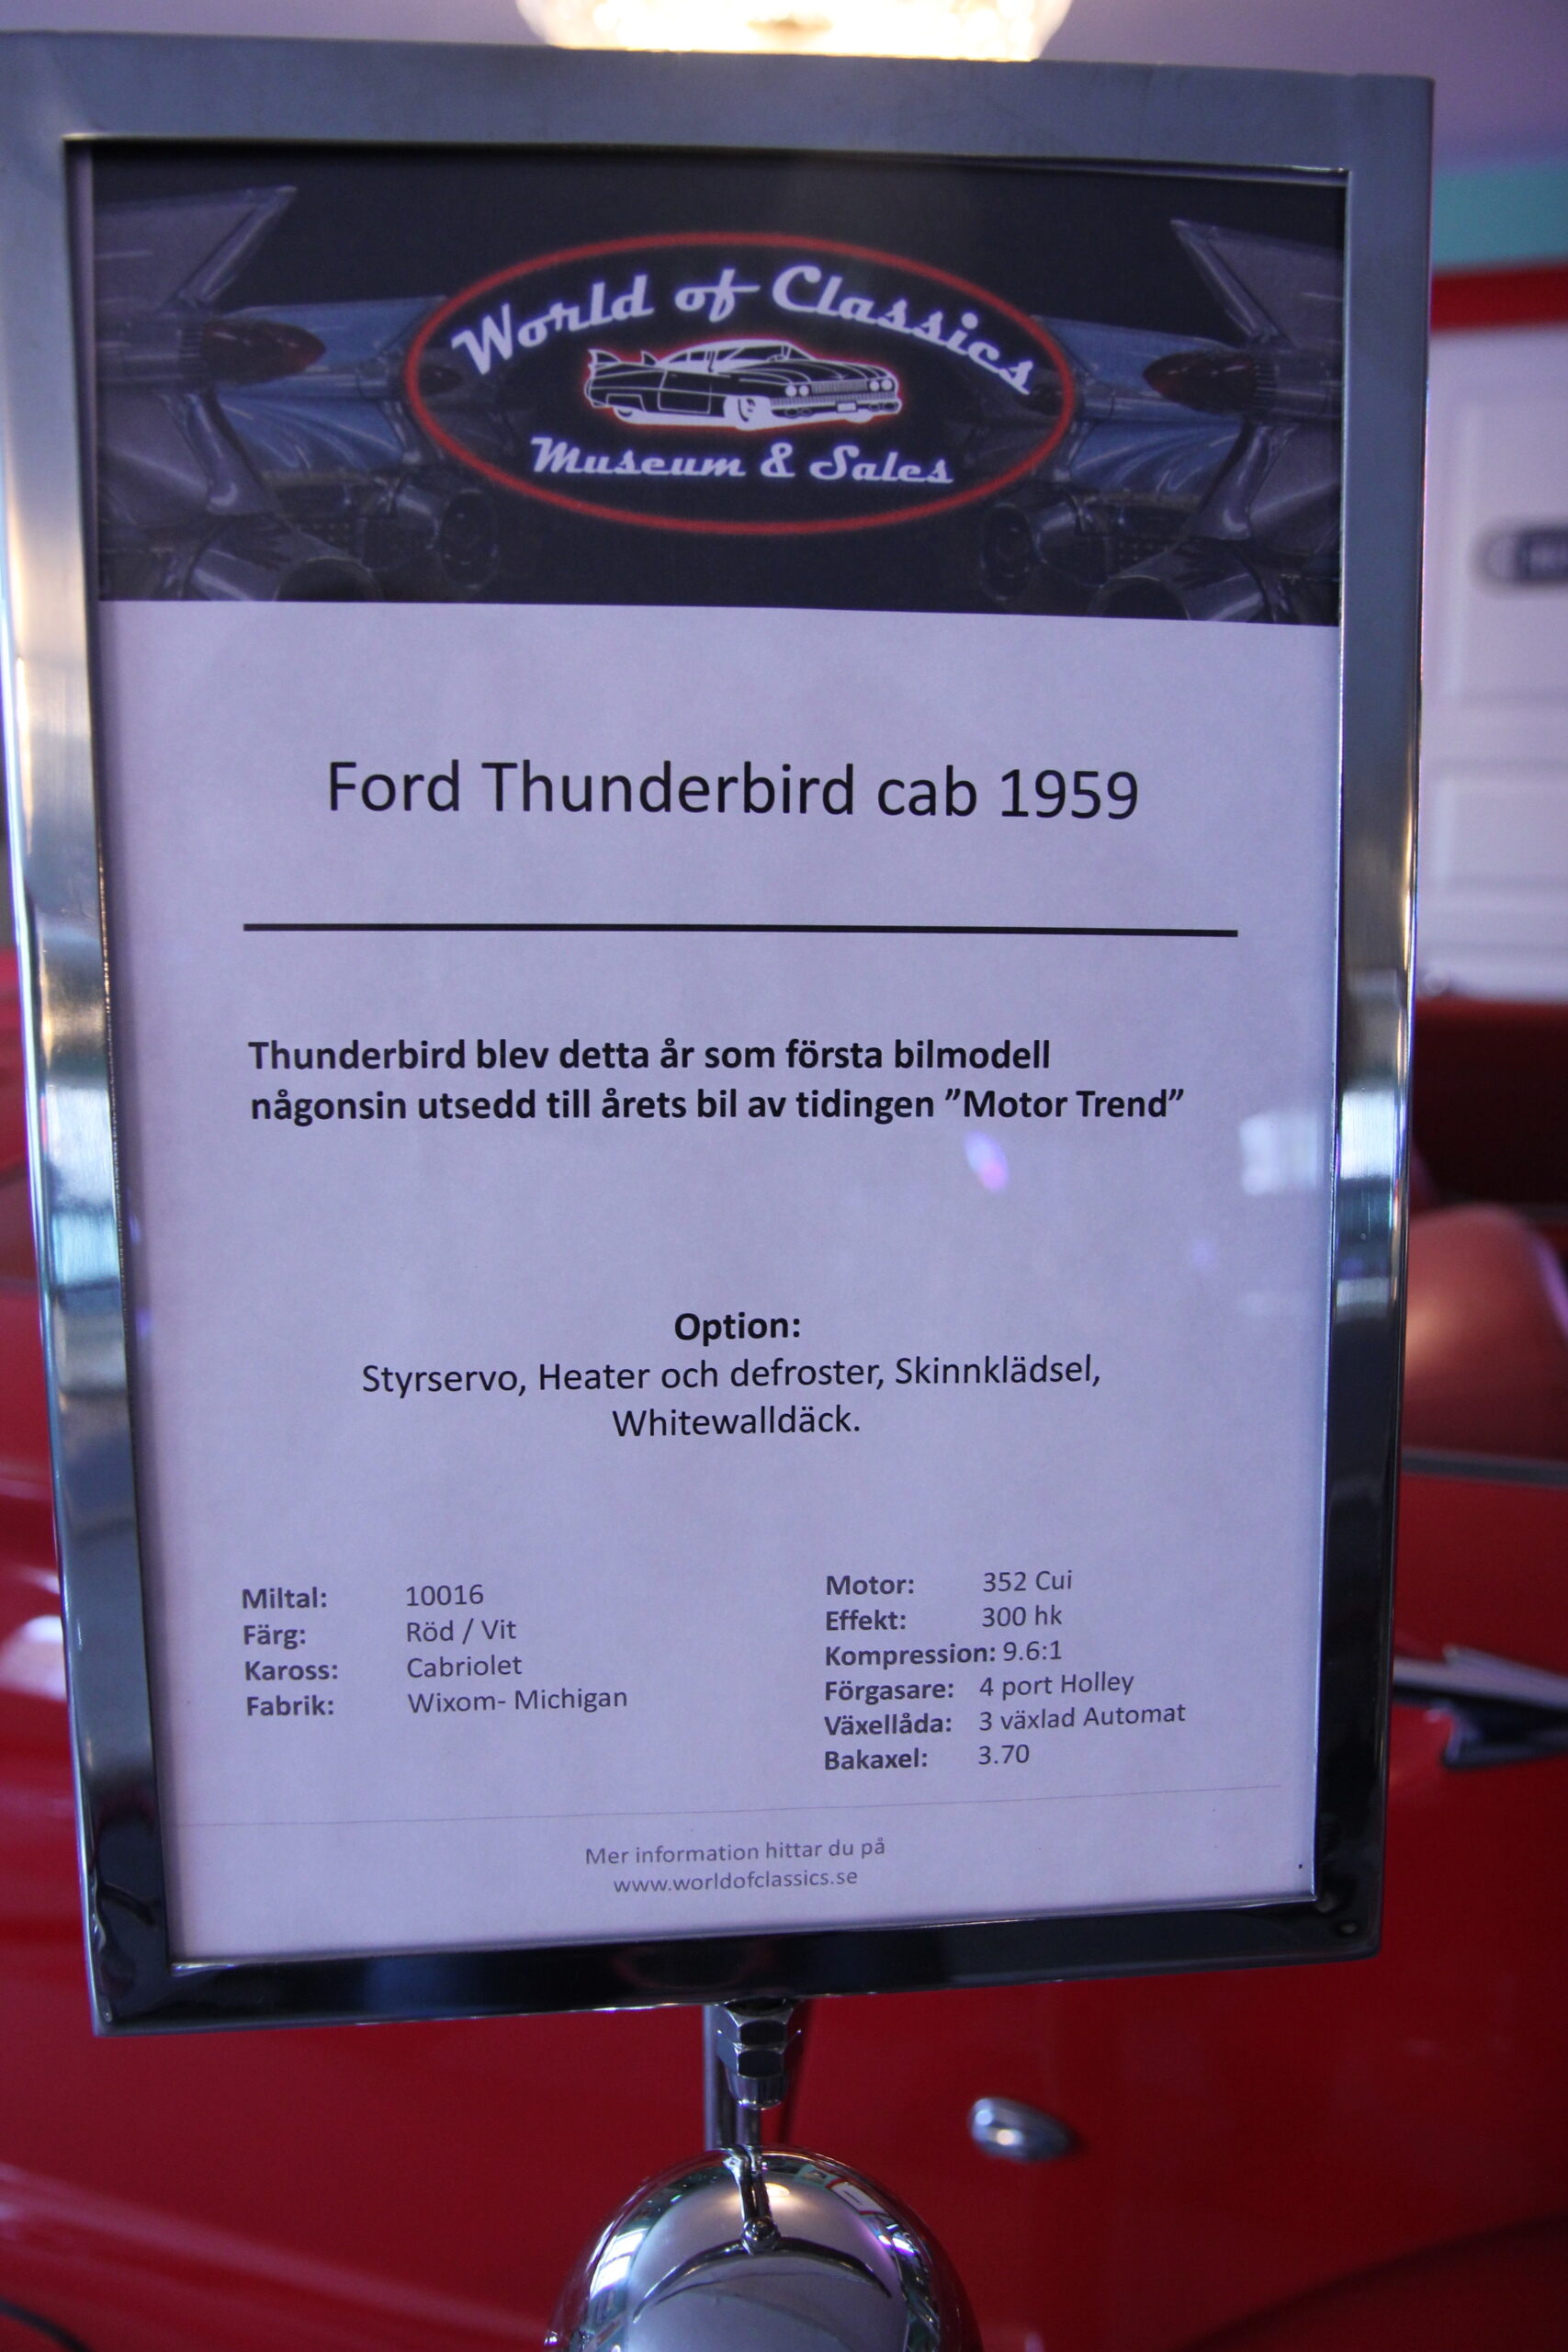 World of Classics
Museum & Sales
Ford Thunderbird cab 1959
Thunderbird blev detta år som första bilmodell
någonsin utsedd till årets bil av tidingen ”Motor Trend”
Option:
Styrservo, Heater och defroster, Skinnklädsel,
Whitewalldäck.
Miltal: 10016
Färg: Röd / Vit
Kaross: Cabriolet
Fabrik: Wixom- Michigan
Motor: 352 Cui
Effekt: 300 hk
Kompression: 9.6:1
Förgasare: 4 port Holley
Växellåda: 3 växlad Automat
Bakaxel: 3.70
Mer information hittar du på
www.worldofclassics.se